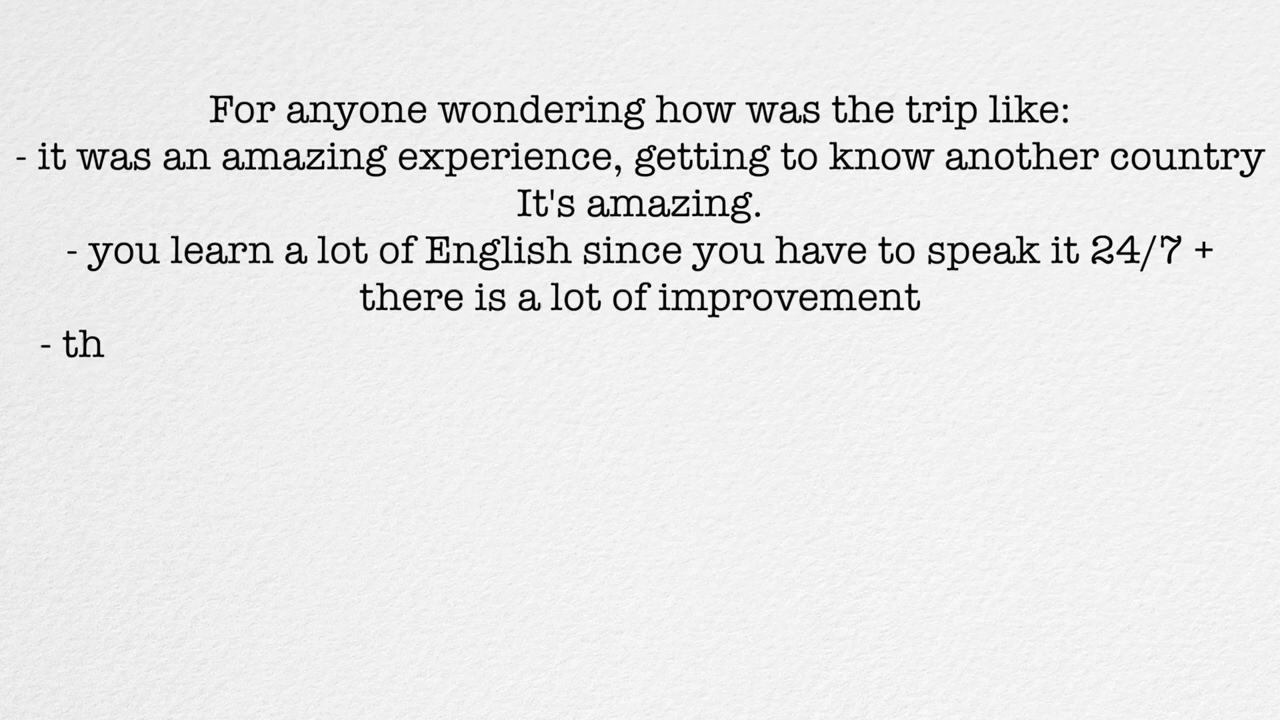 For anyone wondering how was the trip like:
- it was an amazing experience, getting to know another country
It's amazing.
- you learn a lot of English since you have to speak it 24/7 +
there is a lot of improvement
- th